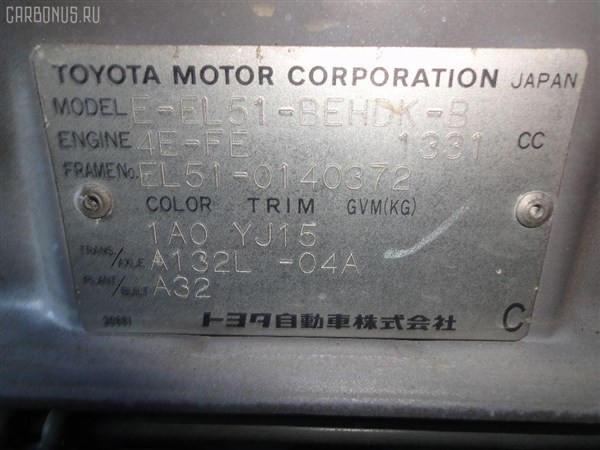 CARBONUS.RU
TOYOTA MOTOR CORPORATION JAPAN
MODEL E-EL51-BEHDK-B
ENGINE 4E-FE 1331 CC
FRAME No. EL51-0140372
COLOR TRIM GVM(KG)
1A0 YJ15
TRANS/AXLE A132L -04A
PLANT/BUILT A32
トヨタ自動車株式会社 C